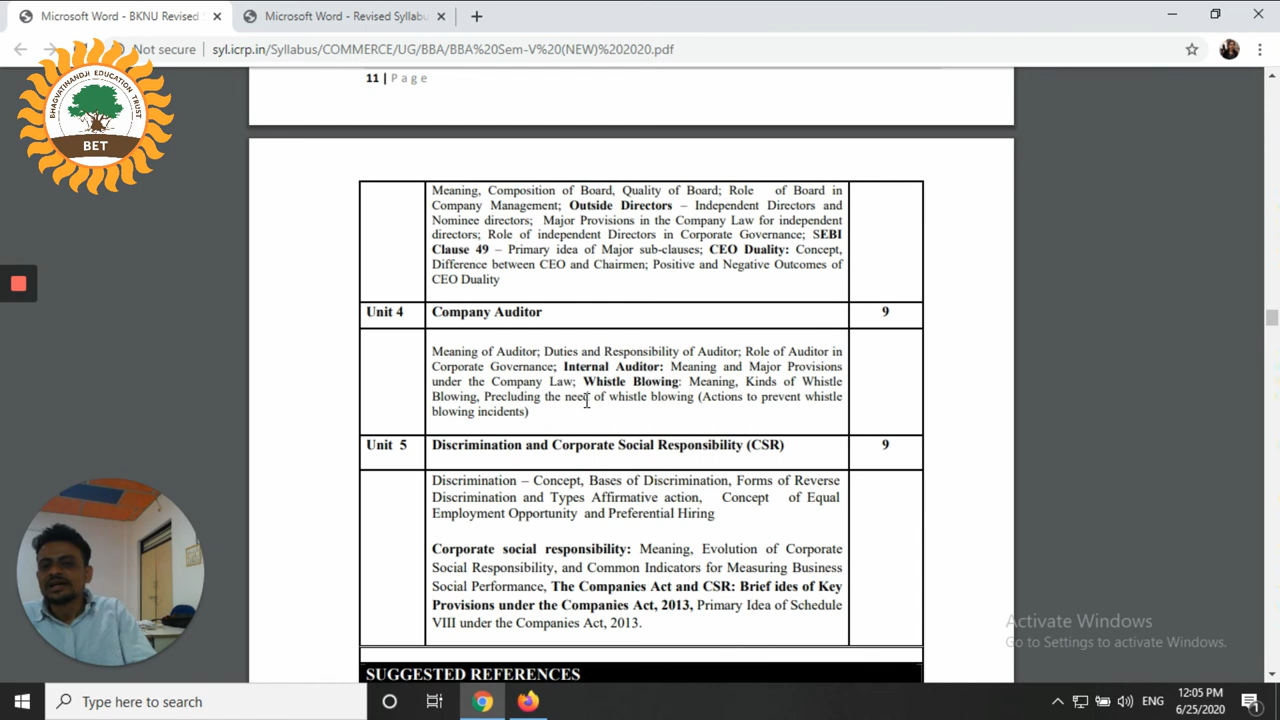 Microsoft Word - BKNU Revised S
Microsoft Word - Revised Syllabu
Not secure
syl.icrp.in/Syllabus/COMMERCE/UG/BBA/BBA%20Sem-V%20(NEW)%202020.pdf
BHAGVATINANDJI EDUCATION TRUST
BET
11 | Page
Meaning, Composition of Board, Quality of Board; Role of Board in
Company Management; Outside Directors – Independent Directors and
Nominee directors; Major Provisions in the Company Law for independent
directors; Role of independent Directors in Corporate Governance; SEBI
Clause 49 – Primary idea of Major sub-clauses; CEO Duality: Concept,
Difference between CEO and Chairmen; Positive and Negative Outcomes of
CEO Duality
Unit 4 Company Auditor 9
Meaning of Auditor; Duties and Responsibility of Auditor; Role of Auditor in
Corporate Governance; Internal Auditor: Meaning and Major Provisions
under the Company Law; Whistle Blowing: Meaning, Kinds of Whistle
Blowing, Precluding the need of whistle blowing (Actions to prevent whistle
blowing incidents)
Unit 5 Discrimination and Corporate Social Responsibility (CSR) 9
Discrimination – Concept, Bases of Discrimination, Forms of Reverse
Discrimination and Types Affirmative action, Concept of Equal
Employment Opportunity and Preferential Hiring
Corporate social responsibility: Meaning, Evolution of Corporate
Social Responsibility, and Common Indicators for Measuring Business
Social Performance, The Companies Act and CSR: Brief ides of Key
Provisions under the Companies Act, 2013, Primary Idea of Schedule
VIII under the Companies Act, 2013.
SUGGESTED REFERENCES
Activate Windows
Go to Settings to activate Windows.
Type here to search
ENG
12:05 PM
6/25/2020
1